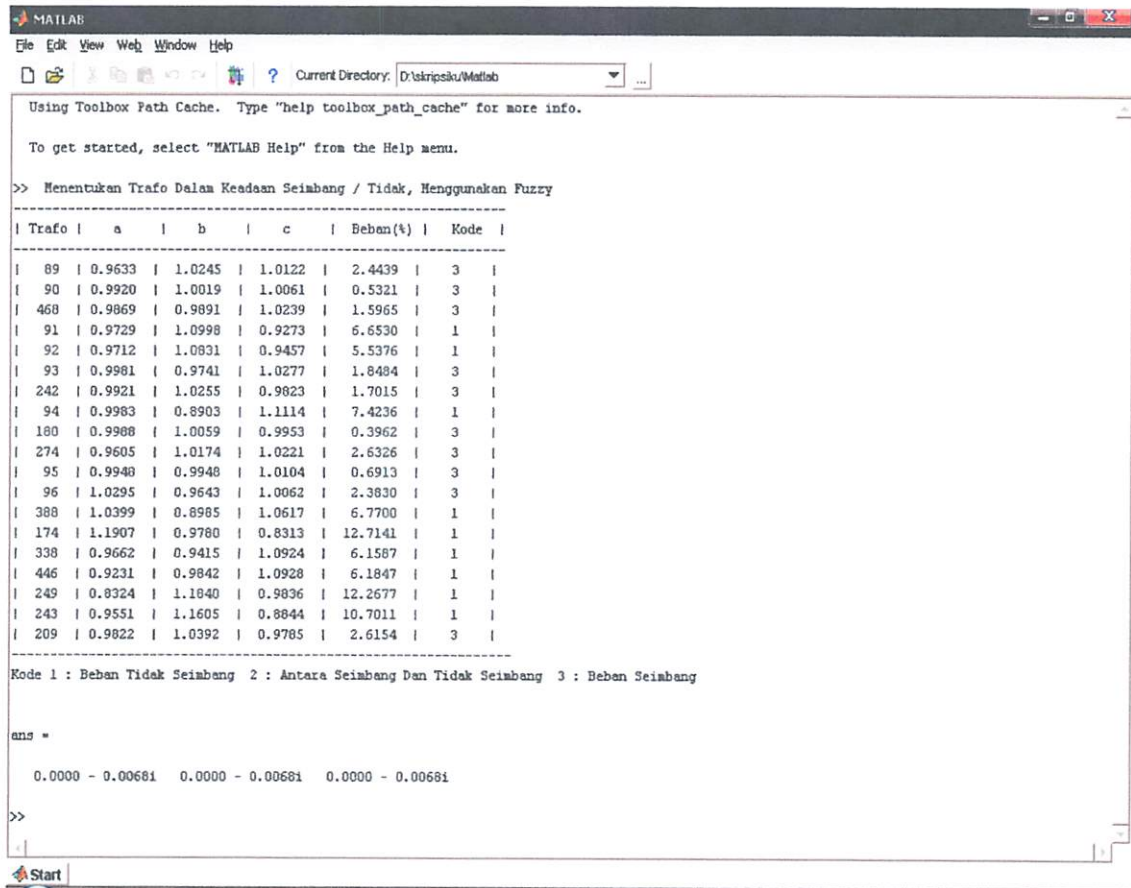 MATLAB
File Edit View Web Window Help
? Current Directory: D:\skripsiku\Matlab ...
Using Toolbox Path Cache. Type "help toolbox_path_cache" for more info.
To get started, select "MATLAB Help" from the Help menu.
>> Menentukan Trafo Dalam Keadaan Seimbang / Tidak, Menggunakan Fuzzy
| Trafo | a | b | c | Beban(%) | Kode |
| 89 | 0.9633 | 1.0245 | 1.0122 | 2.4439 | 3 |
| 90 | 0.9920 | 1.0019 | 1.0061 | 0.5321 | 3 |
| 468 | 0.9869 | 0.9891 | 1.0239 | 1.5965 | 3 |
| 91 | 0.9729 | 1.0998 | 0.9273 | 6.6530 | 1 |
| 92 | 0.9712 | 1.0831 | 0.9457 | 5.5376 | 1 |
| 93 | 0.9981 | 0.9741 | 1.0277 | 1.8484 | 3 |
| 242 | 0.9921 | 1.0255 | 0.9823 | 1.7015 | 3 |
| 94 | 0.9983 | 0.8903 | 1.1114 | 7.4236 | 1 |
| 180 | 0.9988 | 1.0059 | 0.9953 | 0.3962 | 3 |
| 274 | 0.9605 | 1.0174 | 1.0221 | 2.6326 | 3 |
| 95 | 0.9948 | 0.9948 | 1.0104 | 0.6913 | 3 |
| 96 | 1.0295 | 0.9643 | 1.0062 | 2.3830 | 3 |
| 388 | 1.0399 | 0.8985 | 1.0617 | 6.7700 | 1 |
| 174 | 1.1907 | 0.9780 | 0.8313 | 12.7141 | 1 |
| 338 | 0.9662 | 0.9415 | 1.0924 | 6.1587 | 1 |
| 446 | 0.9231 | 0.9842 | 1.0928 | 6.1847 | 1 |
| 249 | 0.8324 | 1.1840 | 0.9836 | 12.2677 | 1 |
| 243 | 0.9551 | 1.1605 | 0.8844 | 10.7011 | 1 |
| 209 | 0.9822 | 1.0392 | 0.9785 | 2.6154 | 3 |
Kode 1 : Beban Tidak Seimbang 2 : Antara Seimbang Dan Tidak Seimbang 3 : Beban Seimbang
ans =
0.0000 - 0.0068i 0.0000 - 0.0068i 0.0000 - 0.0068i
>>
Start